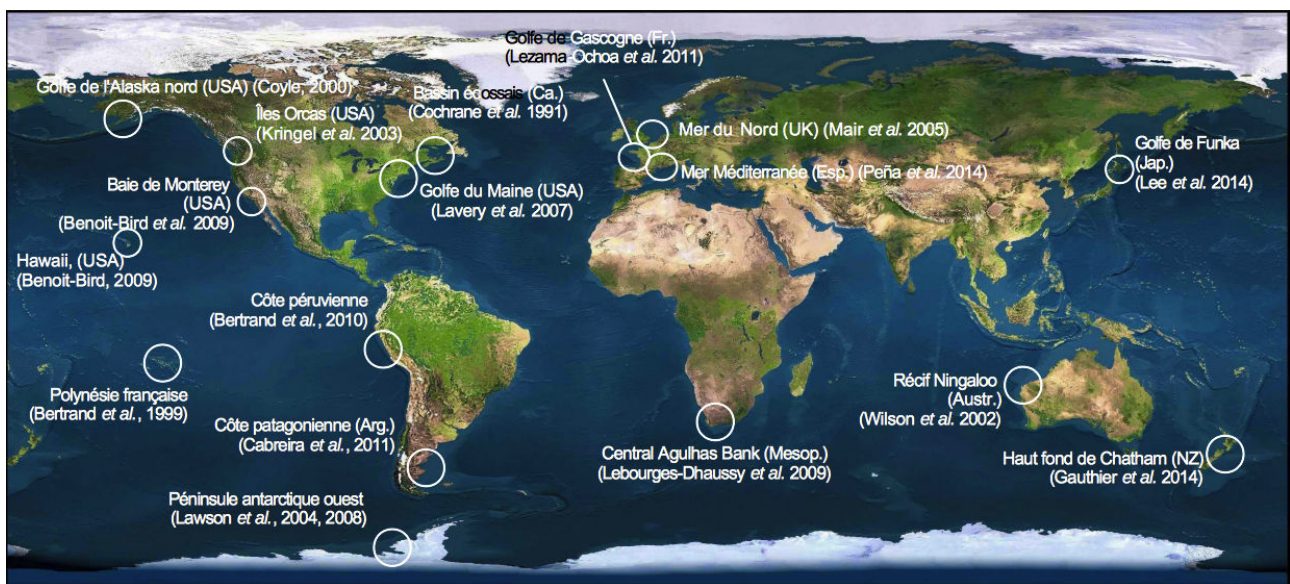 Golfe de Gascogne (Fr.)
(Lezama-Ochoa et al. 2011)
Golfe de l'Alaska nord (USA) (Coyle, 2000)*
Îles Orcas (USA)
(Kringel et al. 2003)
Bassin écossais (Ca.)
(Cochrane et al. 1991)
Mer du Nord (UK) (Mair et al. 2005)
Mer Méditerranée (Esp.) (Peña et al. 2014)
Golfe de Funka
(Jap.)
(Lee et al. 2014)
Baie de Monterey
(USA)
(Benoit-Bird et al. 2009)
Golfe du Maine (USA)
(Lavery et al. 2007)
Hawaii, (USA)
(Benoit-Bird, 2009)
Côte péruvienne
(Bertrand et al., 2010)
Polynésie française
(Bertrand et al., 1999)
Récif Ningaloo
(Austr.)
(Wilson et al. 2002)
Côte patagonienne (Arg.)
(Cabreira et al., 2011)
Central Agulhas Bank (Mesop.)
(Lebourges-Dhaussy et al. 2009)
Haut fond de Chatham (NZ)
(Gauthier et al. 2014)
Péninsule antarctique ouest
(Lawson et al., 2004, 2008)